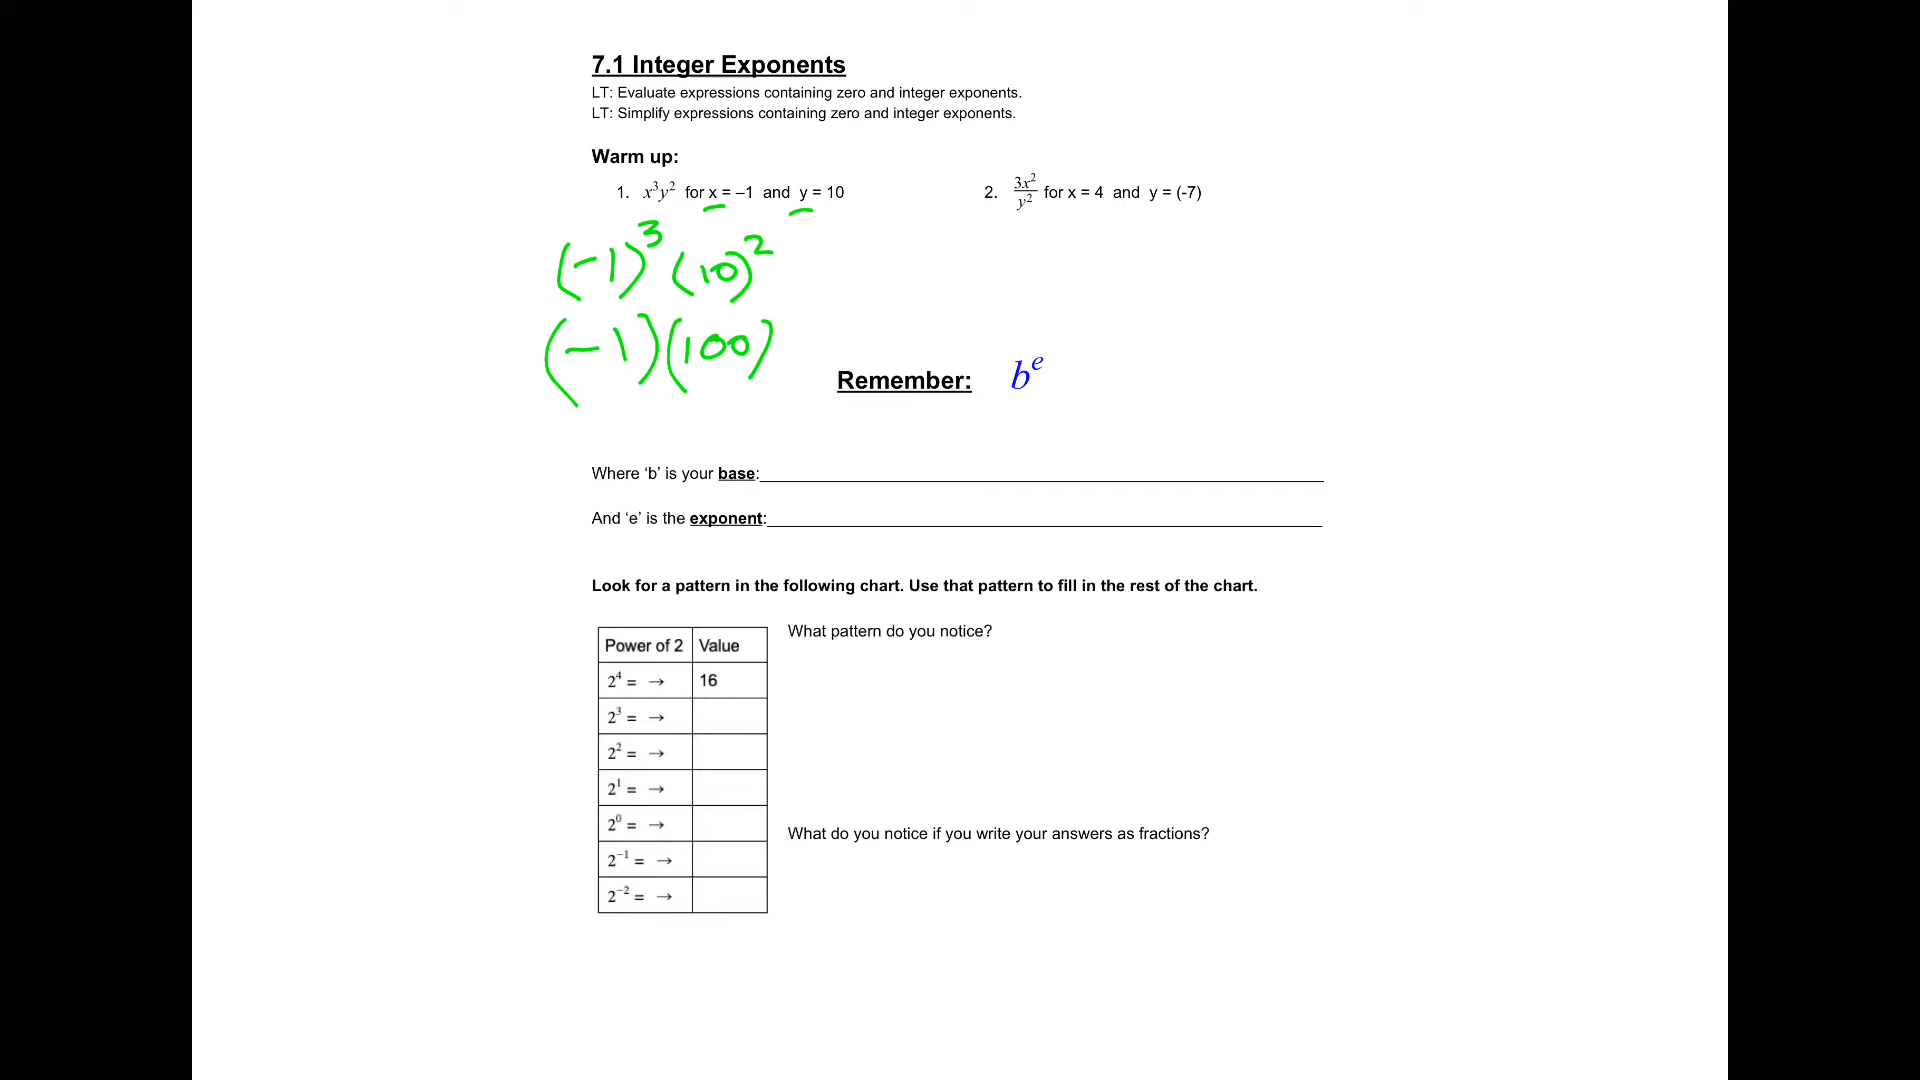 7.1 Integer Exponents
LT: Evaluate expressions containing zero and integer exponents.
LT: Simplify expressions containing zero and integer exponents.
Warm up:
1. x³y² for x = –1 and y = 10
2. 3x²/y² for x = 4 and y = (-7)
(-1)³ (10)²
(-1)(100)
Remember: bᵉ
Where ‘b’ is your base:
And ‘e’ is the exponent:
Look for a pattern in the following chart. Use that pattern to fill in the rest of the chart.
What pattern do you notice?
Power of 2 Value
2⁴ = → 16
2³ = →
2² = →
2¹ = →
2⁰ = →
What do you notice if you write your answers as fractions?
2⁻¹ = →
2⁻² = →